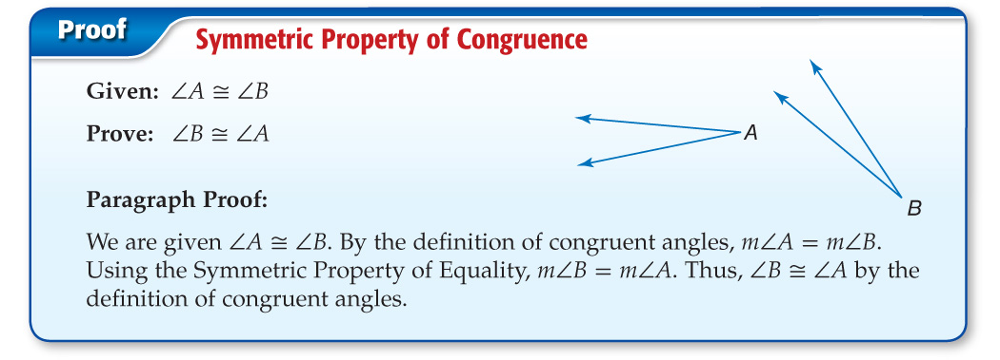 Proof
Symmetric Property of Congruence
Given: ∠A ≅ ∠B
Prove: ∠B ≅ ∠A
A
B
Paragraph Proof:
We are given ∠A ≅ ∠B. By the definition of congruent angles, m∠A = m∠B.
Using the Symmetric Property of Equality, m∠B = m∠A. Thus, ∠B ≅ ∠A by the
definition of congruent angles.